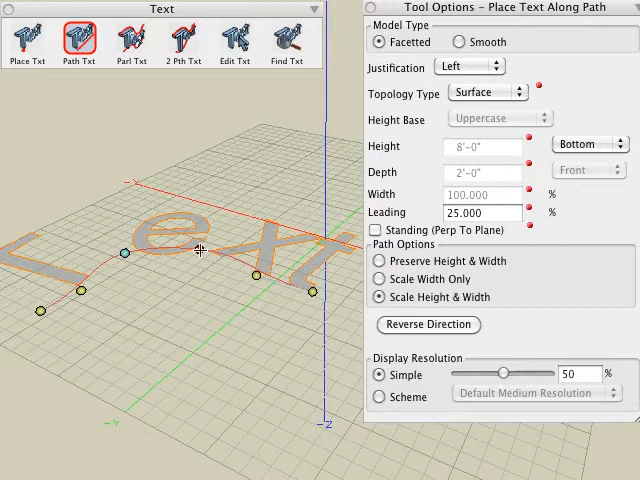 Text
Place Txt
Path Txt
Parl Txt
2 Pth Txt
Edit Txt
Find Txt
Tool Options - Place Text Along Path
Model Type
Facetted
Smooth
Justification
Left
Topology Type
Surface
Height Base
Uppercase
Height
8'-0"
Bottom
Depth
2'-0"
Front
Width
100.000
%
Leading
25.000
%
Standing (Perp To Plane)
Path Options
Preserve Height & Width
Scale Width Only
Scale Height & Width
Reverse Direction
Display Resolution
Simple
50
%
Scheme
Default Medium Resolution
-X
ext
-Y
-Z